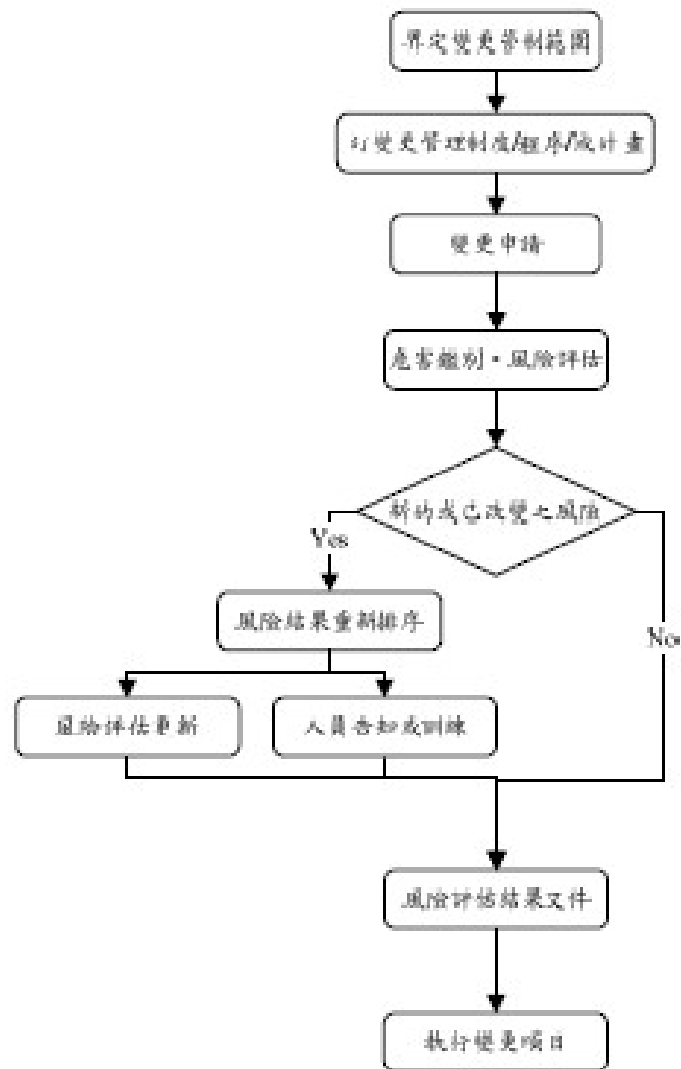 界定變更管制範圍
訂變更管理制度/程序/或計畫
變更申請
危害鑑別、風險評估
新的或已改變之風險
Yes
風險結果重新排序
No
風險評估更新
人員告知或訓練
風險評估結果文件
執行變更項目